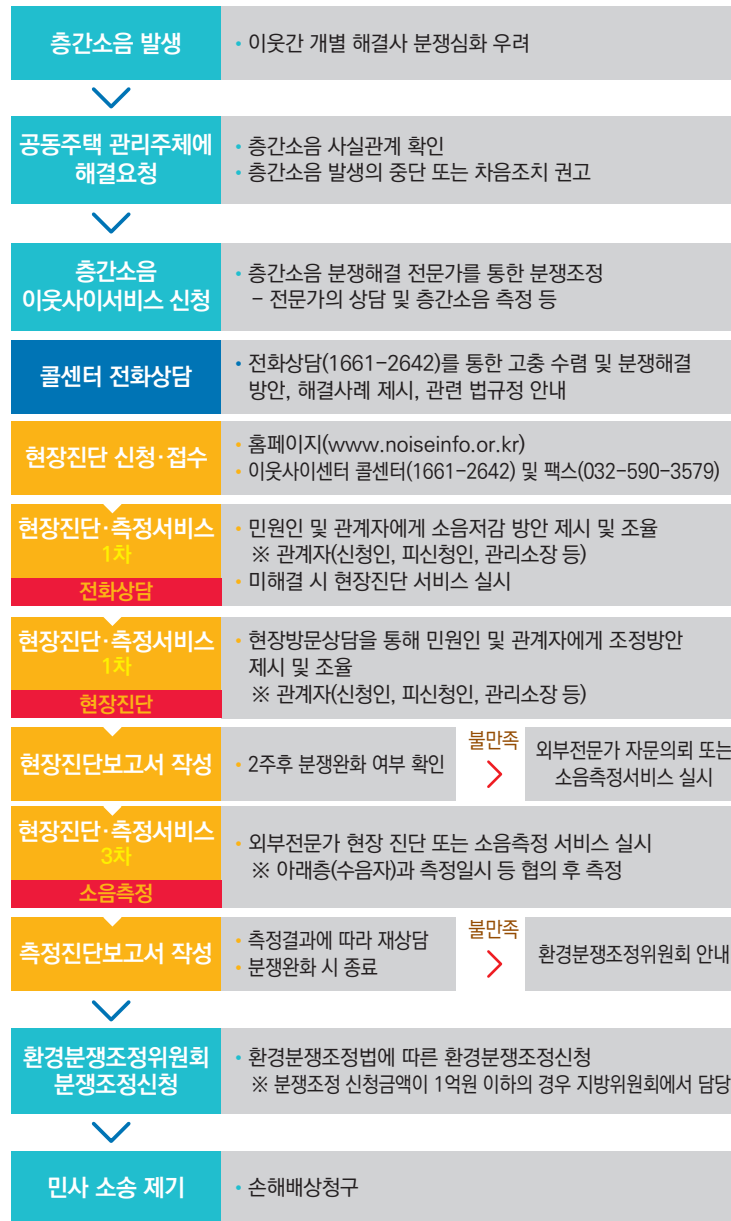 층간소음 발생
• 이웃간 개별 해결사 분쟁심화 우려
공동주택 관리주체에
해결요청
• 층간소음 사실관계 확인
• 층간소음 발생의 중단 또는 차음조치 권고
층간소음
이웃사이서비스 신청
• 층간소음 분쟁해결 전문가를 통한 분쟁조정
- 전문가의 상담 및 층간소음 측정 등
콜센터 전화상담
• 전화상담(1661-2642)를 통한 고충 수렴 및 분쟁해결
방안, 해결사례 제시, 관련 법규정 안내
현장진단 신청·접수
• 홈페이지(www.noiseinfo.or.kr)
• 이웃사이센터 콜센터(1661-2642) 및 팩스(032-590-3579)
현장진단·측정서비스
1차
전화상담
• 민원인 및 관계자에게 소음저감 방안 제시 및 조율
※ 관계자(신청인, 피신청인, 관리소장 등)
• 미해결 시 현장진단 서비스 실시
현장진단·측정서비스
1차
현장진단
• 현장방문상담을 통해 민원인 및 관계자에게 조정방안
제시 및 조율
※ 관계자(신청인, 피신청인, 관리소장 등)
현장진단보고서 작성
• 2주후 분쟁완화 여부 확인
불만족
외부전문가 자문의뢰 또는
소음측정서비스 실시
현장진단·측정서비스
3차
소음측정
• 외부전문가 현장 진단 또는 소음측정 서비스 실시
※ 아래층(수음자)과 측정일시 등 협의 후 측정
측정진단보고서 작성
• 측정결과에 따라 재상담
• 분쟁완화 시 종료
불만족
환경분쟁조정위원회 안내
환경분쟁조정위원회
분쟁조정신청
• 환경분쟁조정법에 따른 환경분쟁조정신청
※ 분쟁조정 신청금액이 1억원 이하의 경우 지방위원회에서 담당
민사 소송 제기
• 손해배상청구